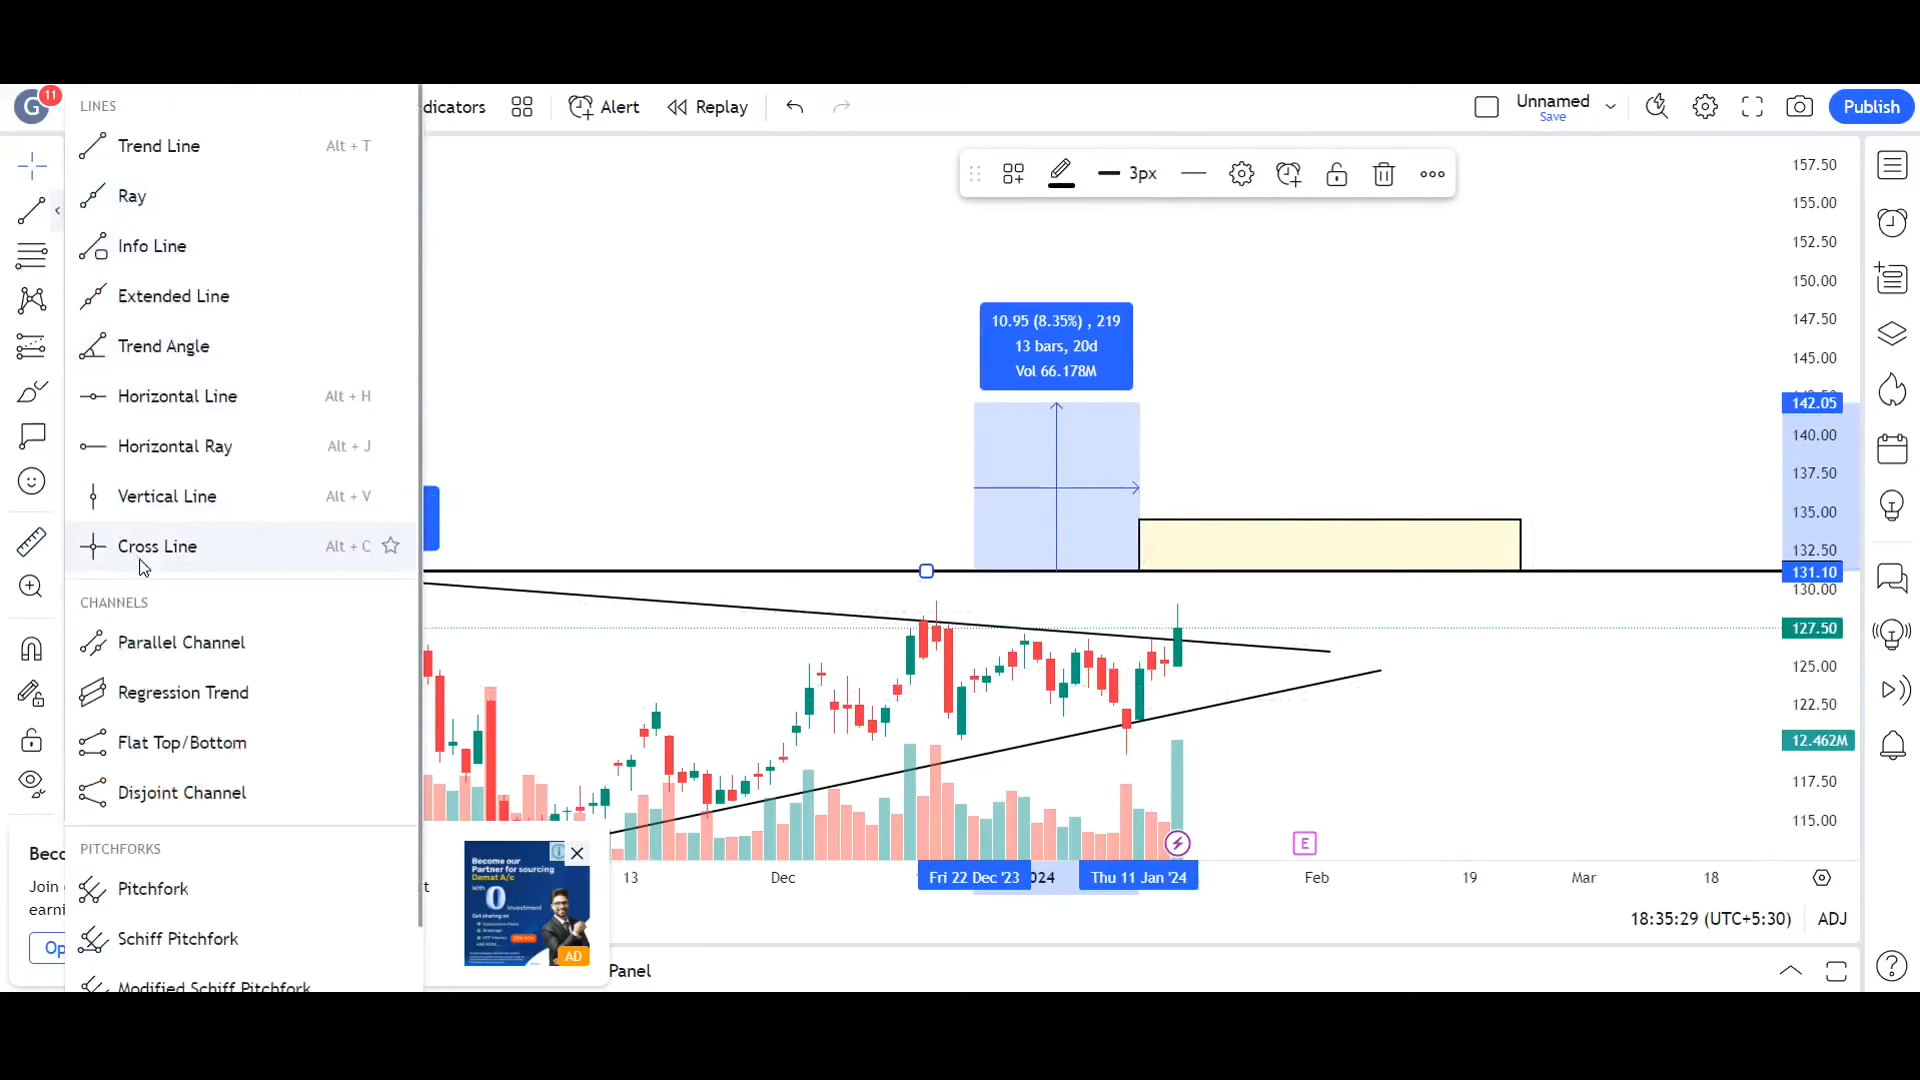 G
11
LINES
dicators
Alert
Replay
Unnamed
Save
Publish
Trend Line Alt + T
Ray
Info Line
Extended Line
Trend Angle
Horizontal Line Alt + H
Horizontal Ray Alt + J
Vertical Line Alt + V
Cross Line Alt + C
CHANNELS
Parallel Channel
Regression Trend
Flat Top/Bottom
Disjoint Channel
PITCHFORKS
Pitchfork
Schiff Pitchfork
Modified Schiff Pitchfork
3px
10.95 (8.35%) , 219
13 bars, 20d
Vol 66.178M
157.50
155.00
152.50
150.00
147.50
145.00
142.05
140.00
137.50
135.00
132.50
131.10
130.00
127.50
125.00
122.50
12.462M
117.50
115.00
E
13
Dec
Fri 22 Dec '23
024
Thu 11 Jan '24
Feb
19
Mar
18
18:35:29 (UTC+5:30)
ADJ
Panel
Beco
Join
earni
Op
t
Become our
Partner for sourcing
Demat A/c
With
0
Investment
AD